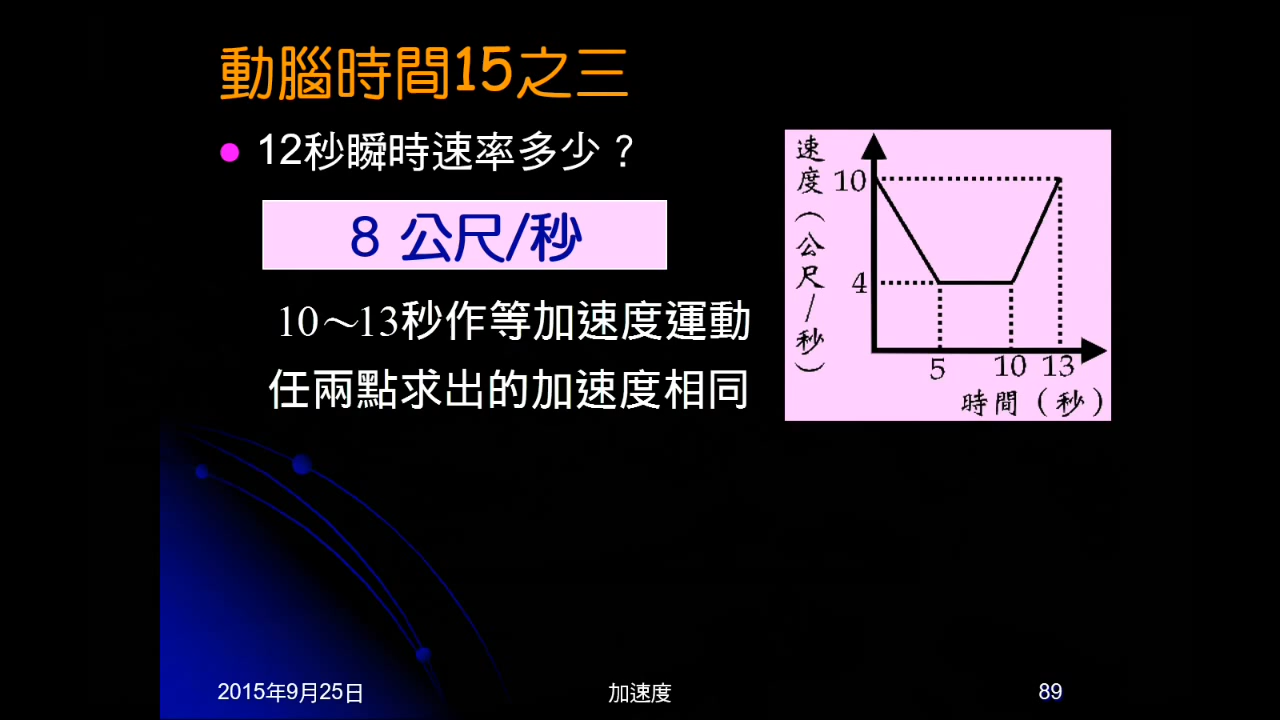 動腦時間15之三
12秒瞬時速率多少？
8 公尺/秒
10～13秒作等加速度運動
任兩點求出的加速度相同
速度（公尺/秒）
10
4
5 10 13
時間（秒）
2015年9月25日 加速度 89